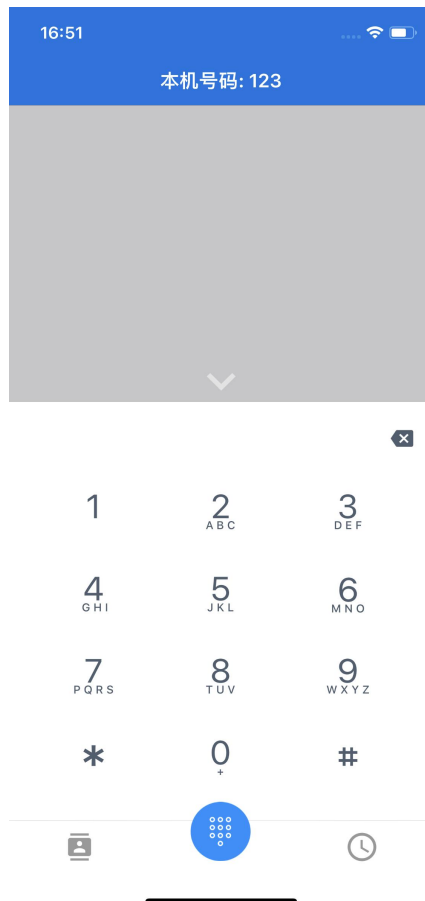 16:51
本机号码: 123
1 2 3
ABC DEF
4 5 6
GHI JKL MNO
7 8 9
PQRS TUV WXYZ
* 0 #
+